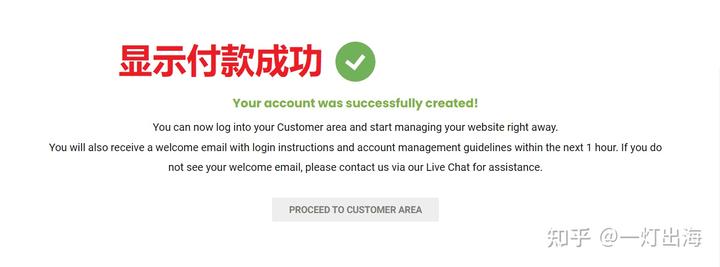 显示付款成功
Your account was successfully created!
You can now log into your Customer area and start managing your website right away.
You will also receive a welcome email with login instructions and account management guidelines within the next 1 hour. If you do
not see your welcome email, please contact us via our Live Chat for assistance.
PROCEED TO CUSTOMER AREA
知乎 @一灯出海